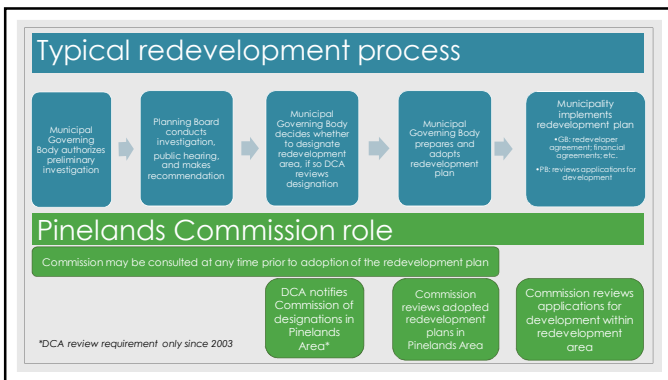 Typical redevelopment process
Municipal
Governing
Body authorizes
preliminary
investigation
Planning Board
conducts
investigation,
public hearing,
and makes
recommendation
Municipal
Governing Body
decides whether
to designate
redevelopment
area, if so DCA
reviews
designation
Municipal
Governing Body
prepares and
adopts
redevelopment
plan
Municipality
implements
redevelopment plan
•GB: redeveloper
agreement; financial
agreements; etc.
•PB: reviews applications for
development
Pinelands Commission role
Commission may be consulted at any time prior to adoption of the redevelopment plan
DCA notifies
Commission of
designations in
Pinelands
Area*
Commission
reviews adopted
redevelopment
plans in
Pinelands Area
Commission reviews
applications for
development within
redevelopment
area
*DCA review requirement only since 2003